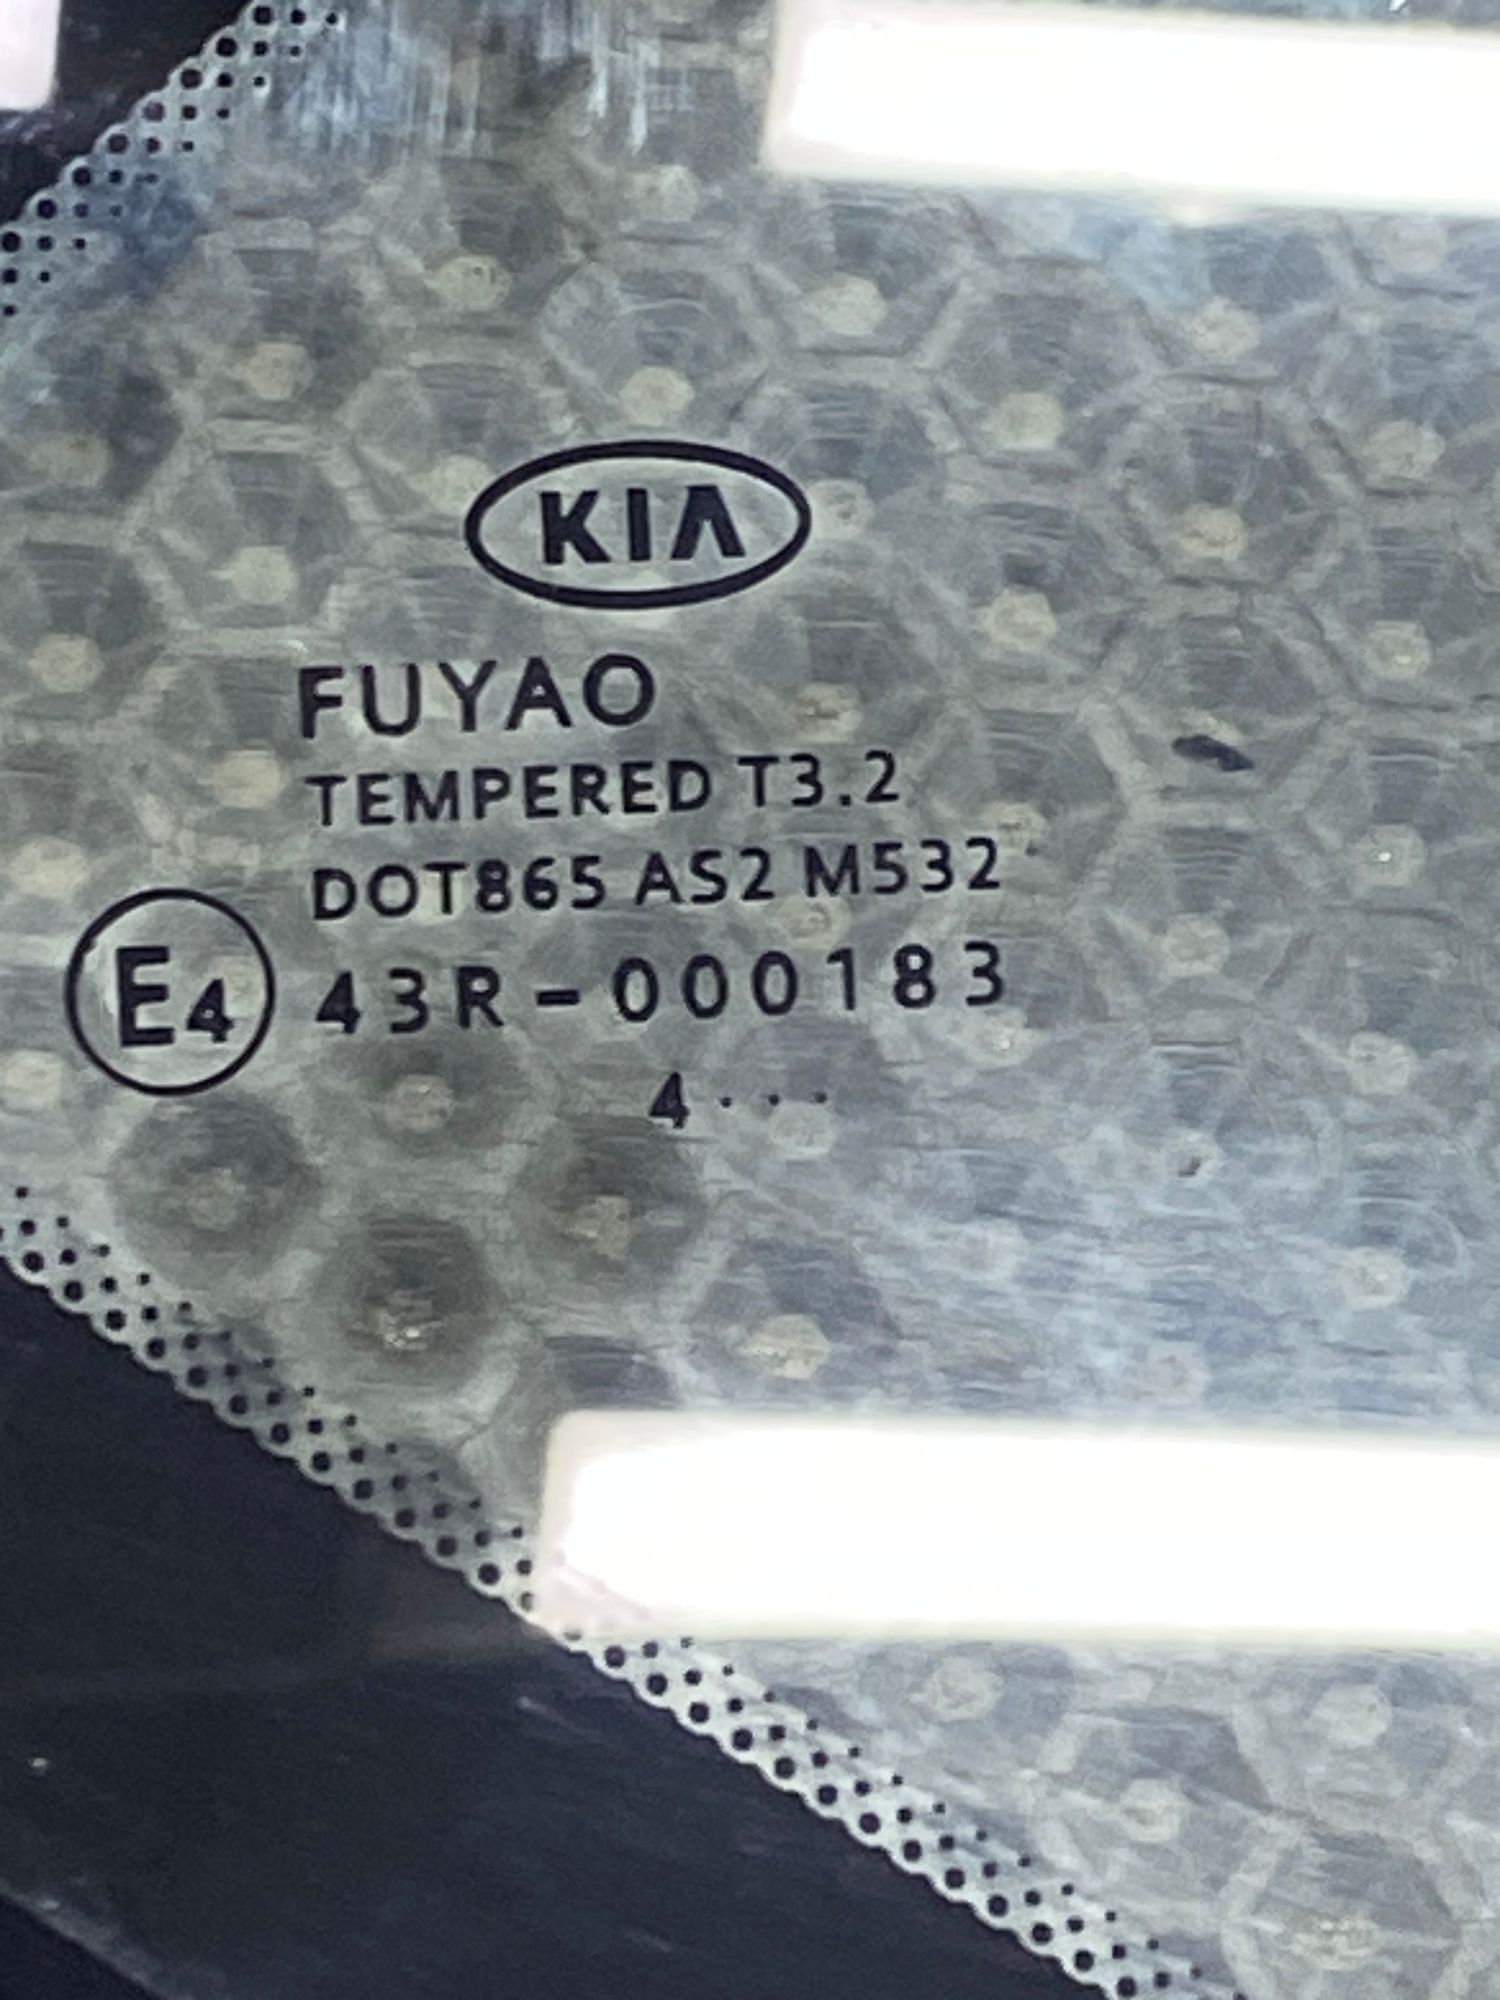 KIA
FUYAO
TEMPERED T3.2
DOT865 AS2 M532
E4 43R-000183
4...